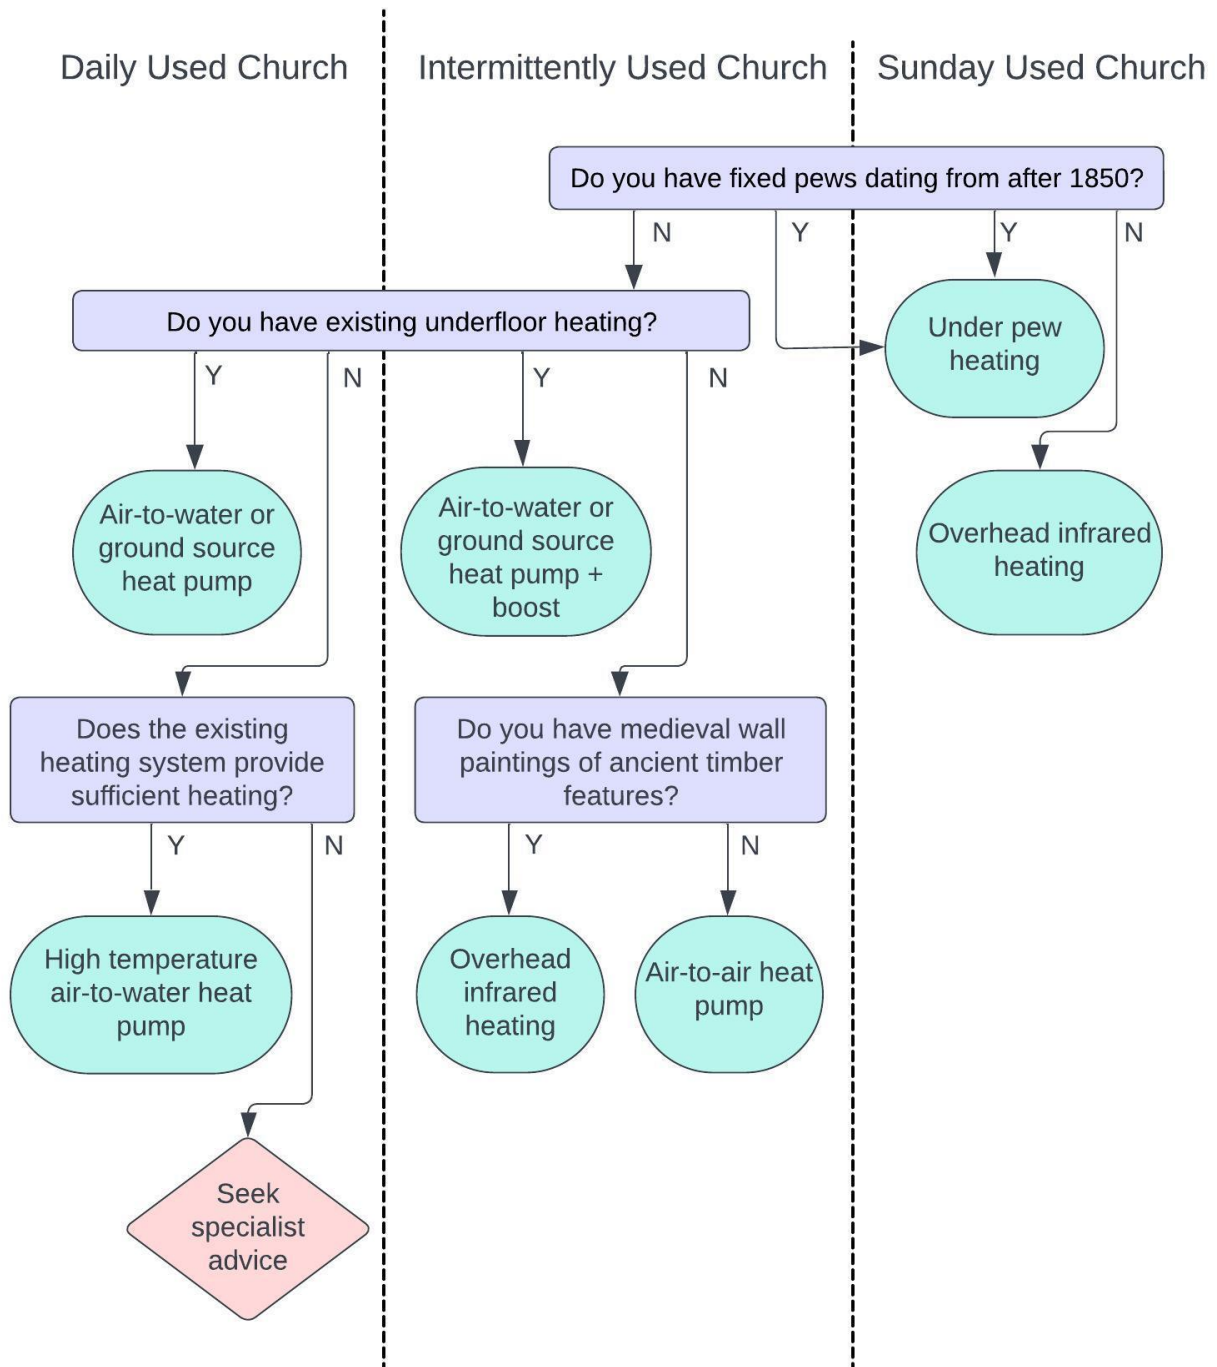 Daily Used Church
Intermittently Used Church
Sunday Used Church
Do you have fixed pews dating from after 1850?
N
Y
Y
N
Do you have existing underfloor heating?
Under pew
heating
Y
N
Y
N
Air-to-water or
ground source
heat pump
Air-to-water or
ground source
heat pump +
boost
Overhead infrared
heating
Does the existing
heating system provide
sufficient heating?
Do you have medieval wall
paintings of ancient timber
features?
Y
N
Y
N
High temperature
air-to-water heat
pump
Overhead
infrared
heating
Air-to-air heat
pump
Seek
specialist
advice